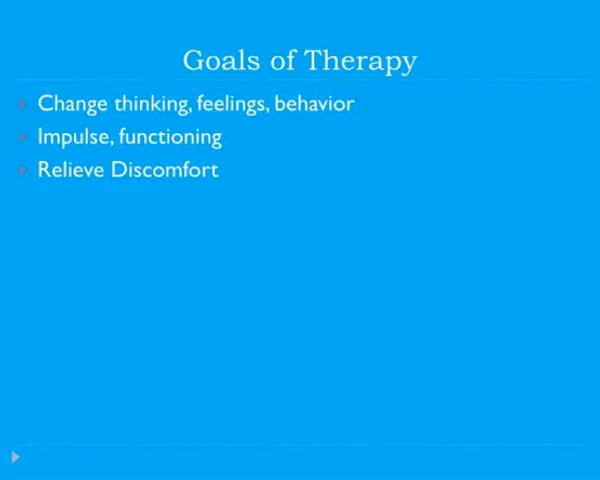 Goals of Therapy
Change thinking, feelings, behavior
Impulse, functioning
Relieve Discomfort